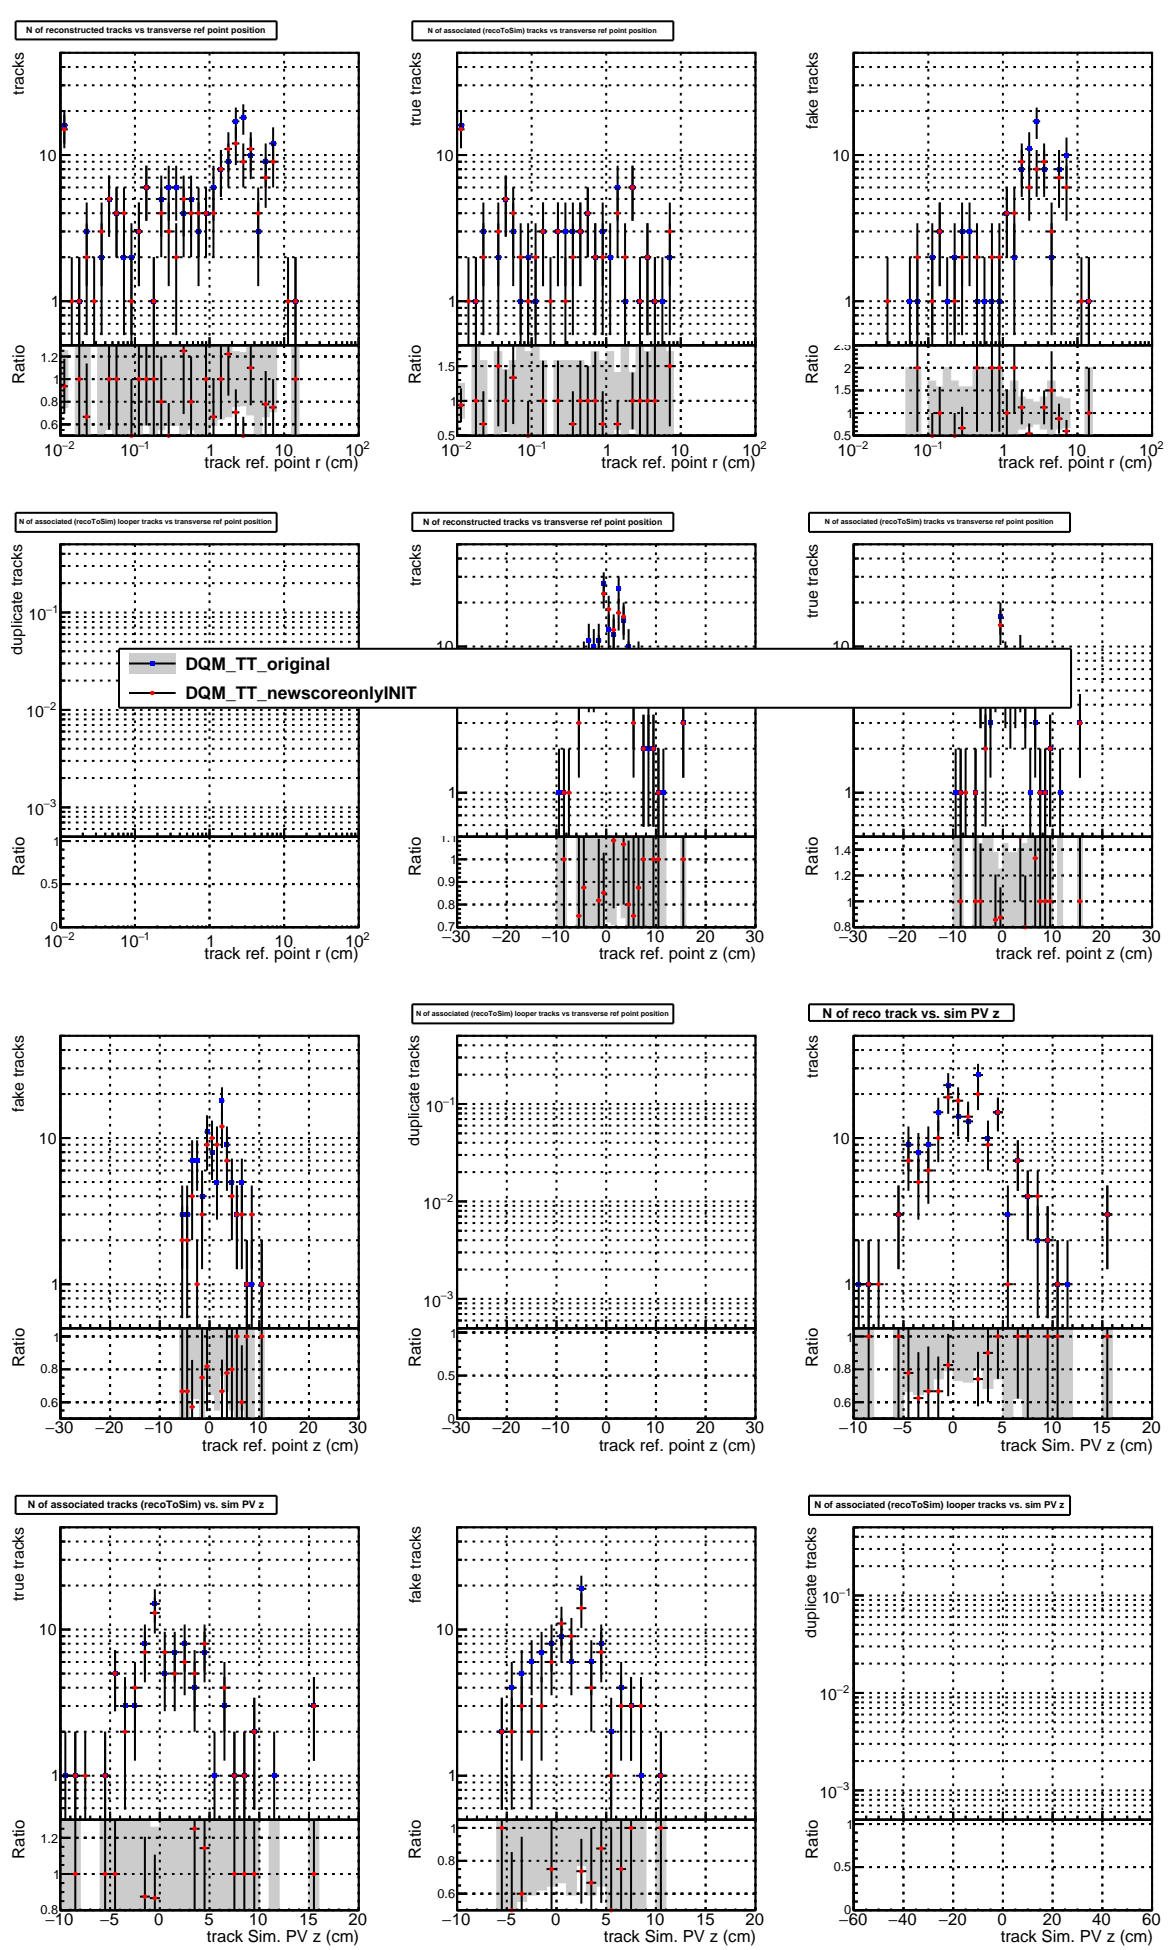 N of reconstructed tracks vs transverse ref point position
tracks
10
1
Ratio
1.2
1
0.8
0.6
10⁻² 10⁻¹ 1 10 10²
track ref. point r (cm)
N of associated (recoToSim) tracks vs transverse ref point position
true tracks
10
1
Ratio
1.5
1
0.5
10⁻² 10⁻¹ 1 10 10²
track ref. point r (cm)
fake tracks
10
1
Ratio
2.5
2
1.5
1
0.5
10⁻² 10⁻¹ 1 10 10²
track ref. point r (cm)
N of associated (recoToSim) looper tracks vs transverse ref point position
duplicate tracks
10⁻¹
10⁻²
10⁻³
Ratio
1
0.5
0
10⁻² 10⁻¹ 1 10 10²
track ref. point r (cm)
N of reconstructed tracks vs transverse ref point position
tracks
10
1
Ratio
1.1
1
0.9
0.8
0.7
−30 −20 −10 0 10 20 30
track ref. point z (cm)
N of associated (recoToSim) tracks vs transverse ref point position
true tracks
10
1
Ratio
1.4
1.2
1
0.8
−30 −20 −10 0 10 20 30
track ref. point z (cm)
DQM_TT_original
DQM_TT_newscoreonlyINIT
fake tracks
10
1
Ratio
1
0.8
0.6
−30 −20 −10 0 10 20 30
track ref. point z (cm)
N of associated (recoToSim) looper tracks vs transverse ref point position
duplicate tracks
10⁻¹
10⁻²
10⁻³
Ratio
1
0.5
0
−30 −20 −10 0 10 20 30
track ref. point z (cm)
N of reco track vs. sim PV z
tracks
10
1
Ratio
1
0.8
0.6
−10 −5 0 5 10 15 20
track Sim. PV z (cm)
N of associated tracks (recoToSim) vs. sim PV z
true tracks
10
1
Ratio
1.2
1
0.8
−10 −5 0 5 10 15 20
track Sim. PV z (cm)
fake tracks
10
1
Ratio
1
0.8
0.6
−10 −5 0 5 10 15 20
track Sim. PV z (cm)
N of associated (recoToSim) looper tracks vs. sim PV z
duplicate tracks
10⁻¹
10⁻²
10⁻³
Ratio
1
0.5
0
−60 −40 −20 0 20 40 60
track Sim. PV z (cm)